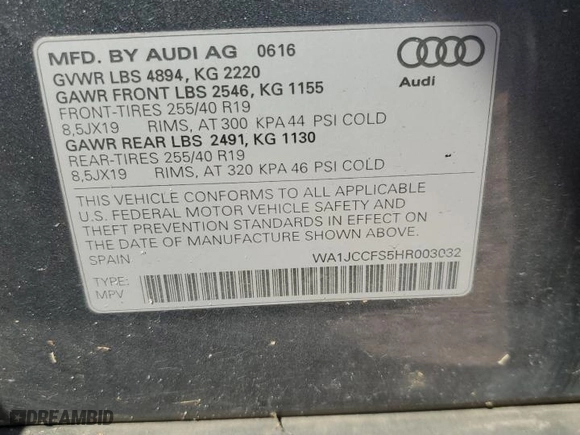 MFD. BY AUDI AG 0616
GVWR LBS 4894, KG 2220
GAWR FRONT LBS 2546, KG 1155
FRONT-TIRES 255/40 R19
8,5JX19 RIMS, AT 300 KPA 44 PSI COLD
GAWR REAR LBS 2491, KG 1130
REAR-TIRES 255/40 R19
8,5JX19 RIMS, AT 320 KPA 46 PSI COLD
Audi
THIS VEHICLE CONFORMS TO ALL APPLICABLE
U.S. FEDERAL MOTOR VEHICLE SAFETY AND
THEFT PREVENTION STANDARDS IN EFFECT ON
THE DATE OF MANUFACTURE SHOWN ABOVE.
SPAIN WA1JCCFS5HR003032
TYPE:
MPV
DREAMBID